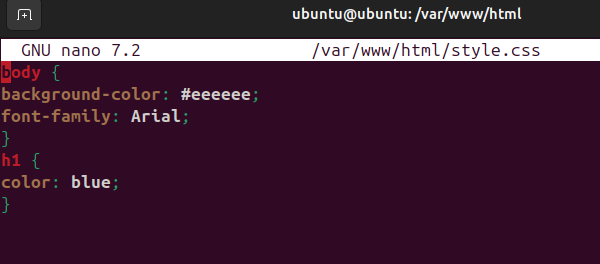 ubuntu@ubuntu: /var/www/html
GNU nano 7.2 /var/www/html/style.css
body {
background-color: #eeeeee;
font-family: Arial;
}
h1 {
color: blue;
}